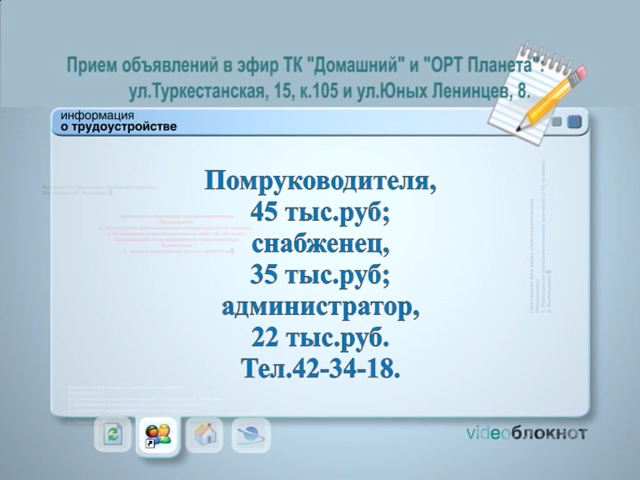 Прием объявлений в эфир ТК "Домашний" и "ОРТ Планета":
ул.Туркестанская, 15, к.105 и ул.Юных Ленинцев, 8.
информация
о трудоустройстве
Помруководителя,
45 тыс.руб;
снабженец,
35 тыс.руб;
администратор,
22 тыс.руб.
Тел.42-34-18.
videoблокнот